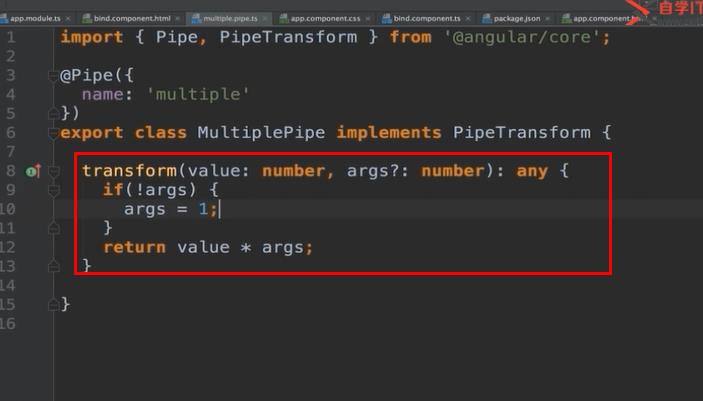 app.module.ts bind.component.html multiple.pipe.ts app.component.css bind.component.ts package.json app.component.
自学IT
1 import { Pipe, PipeTransform } from '@angular/core';
2
3 @Pipe({
4 name: 'multiple'
5 })
6 export class MultiplePipe implements PipeTransform {
7
8 transform(value: number, args?: number): any {
9 if(!args) {
10 args = 1;
11 }
12 return value * args;
13 }
14
15 }
16